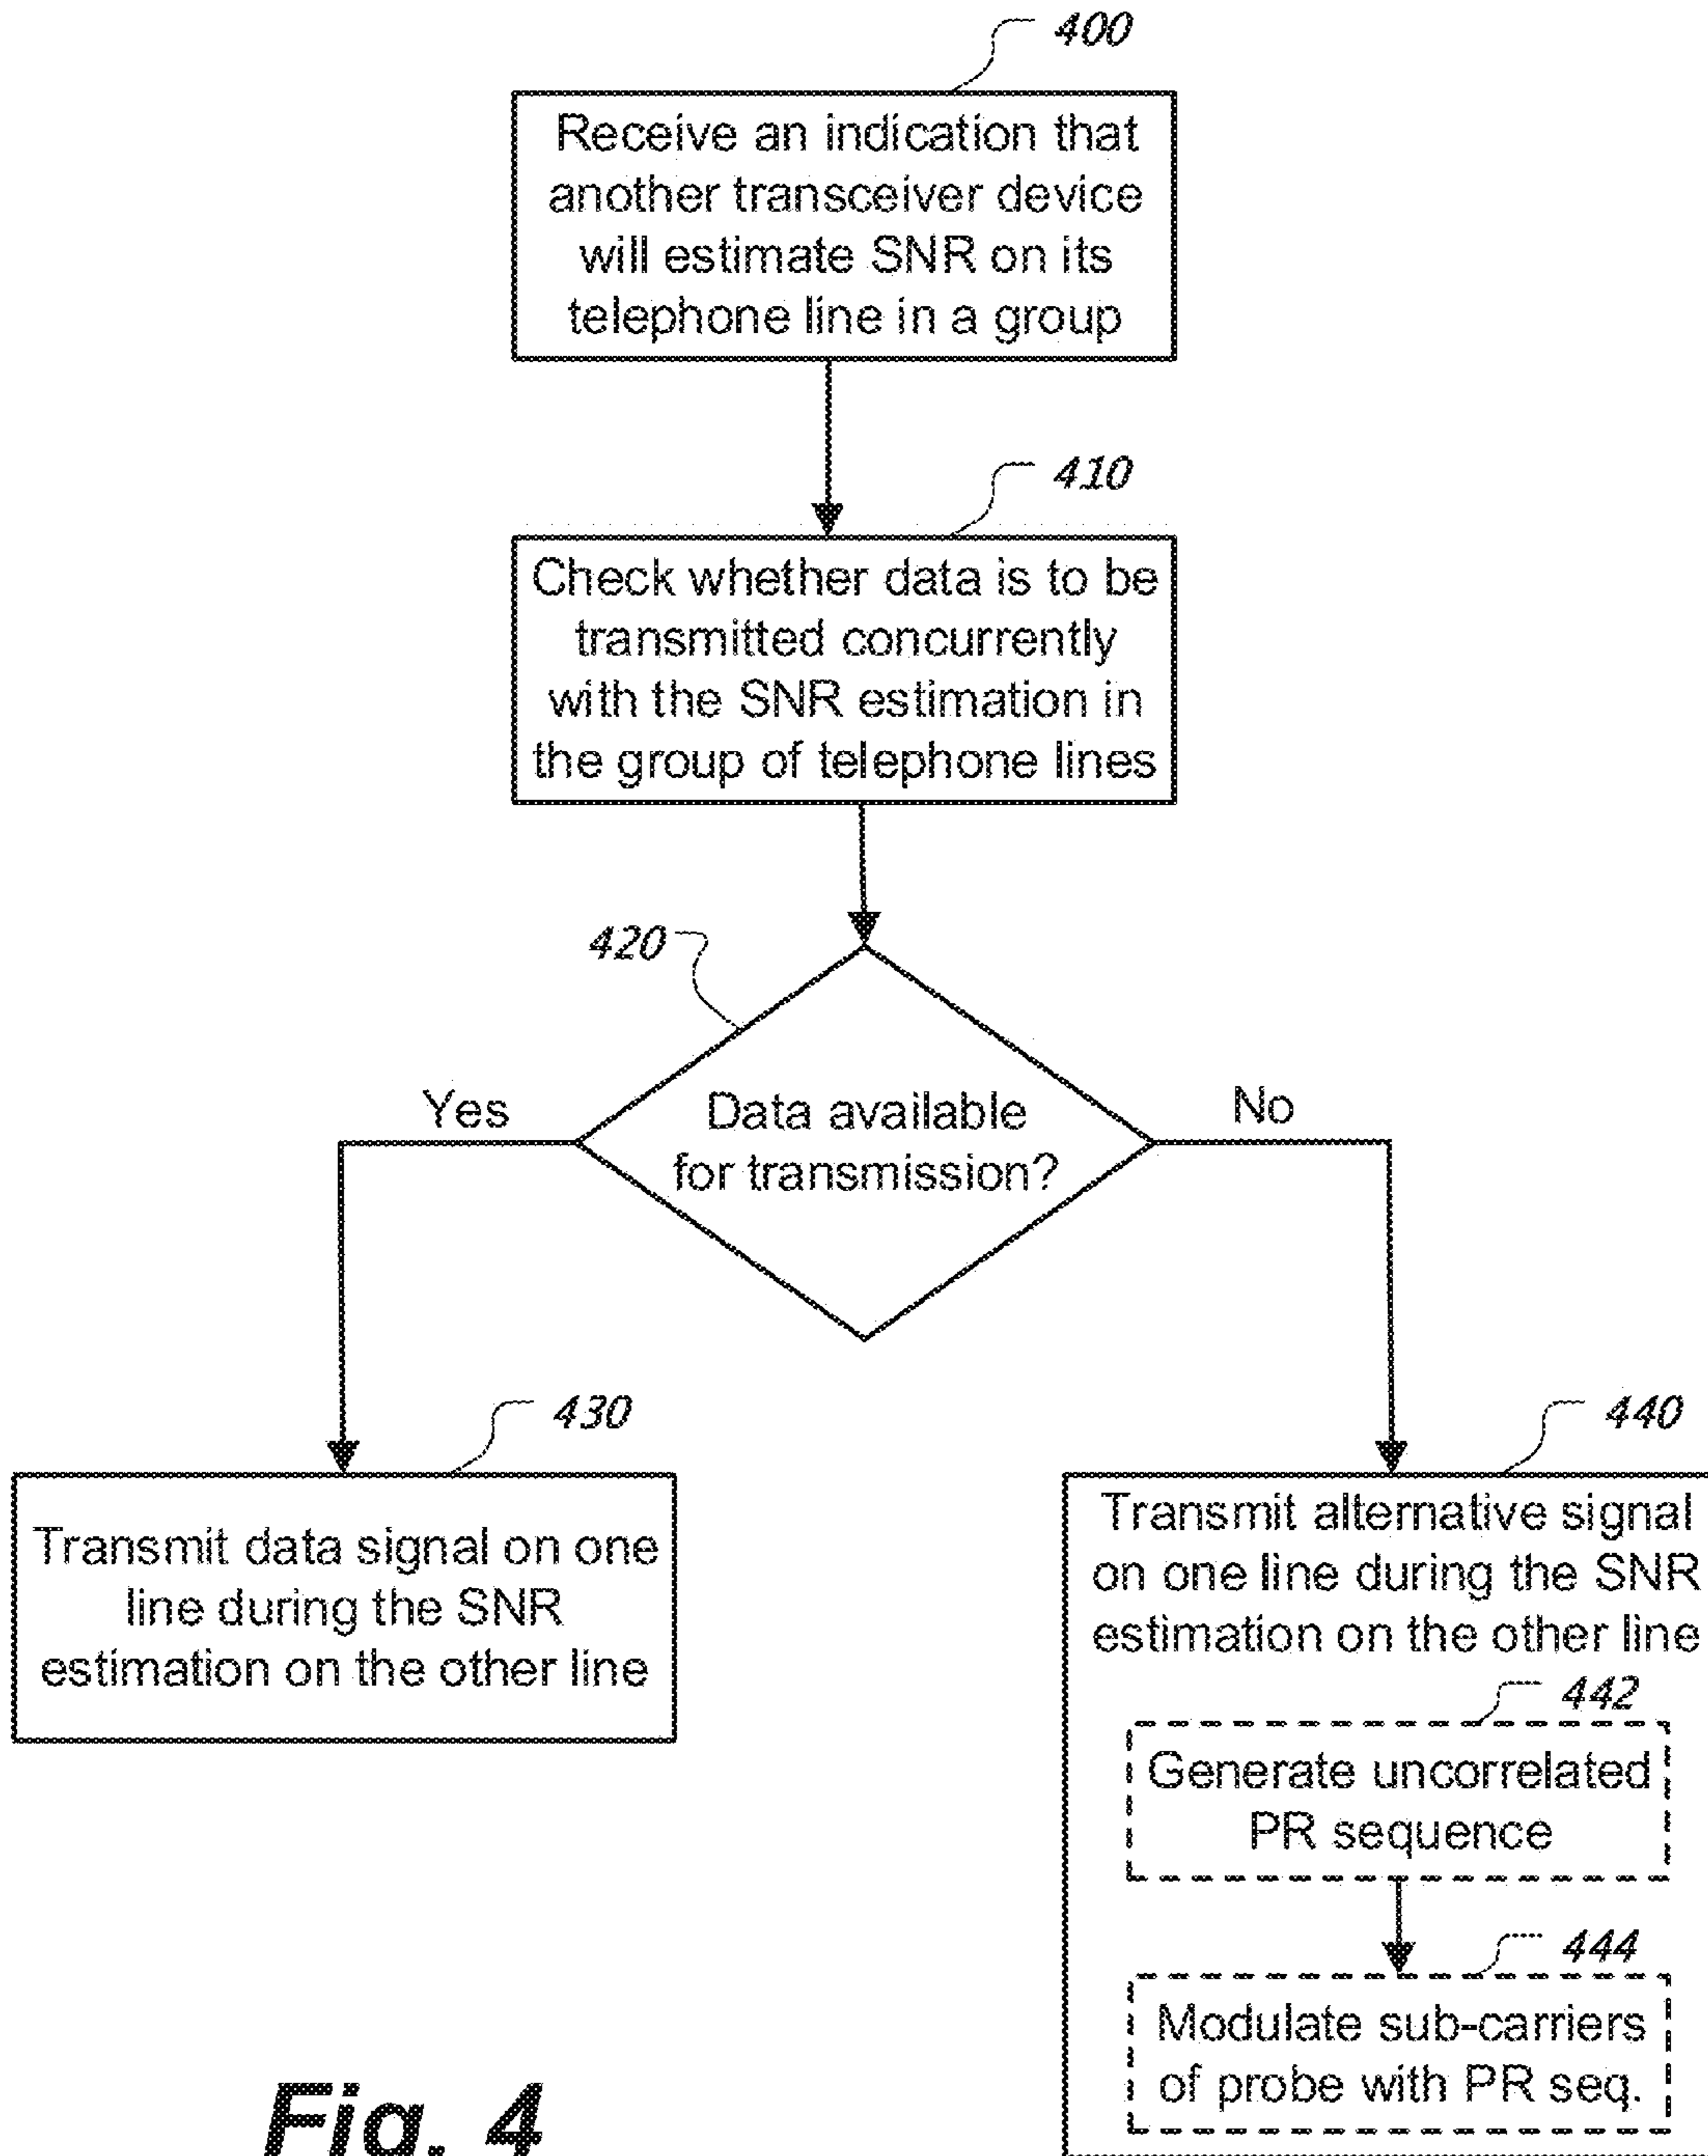 400
Receive an indication that
another transceiver device
will estimate SNR on its
telephone line in a group
410
Check whether data is to be
transmitted concurrently
with the SNR estimation in
the group of telephone lines
420
Yes
Data available
for transmission?
No
430
Transmit data signal on one
line during the SNR
estimation on the other line
440
Transmit alternative signal
on one line during the SNR
estimation on the other line
442
Generate uncorrelated
PR sequence
444
Modulate sub-carriers
of probe with PR seq.
Fig. 4